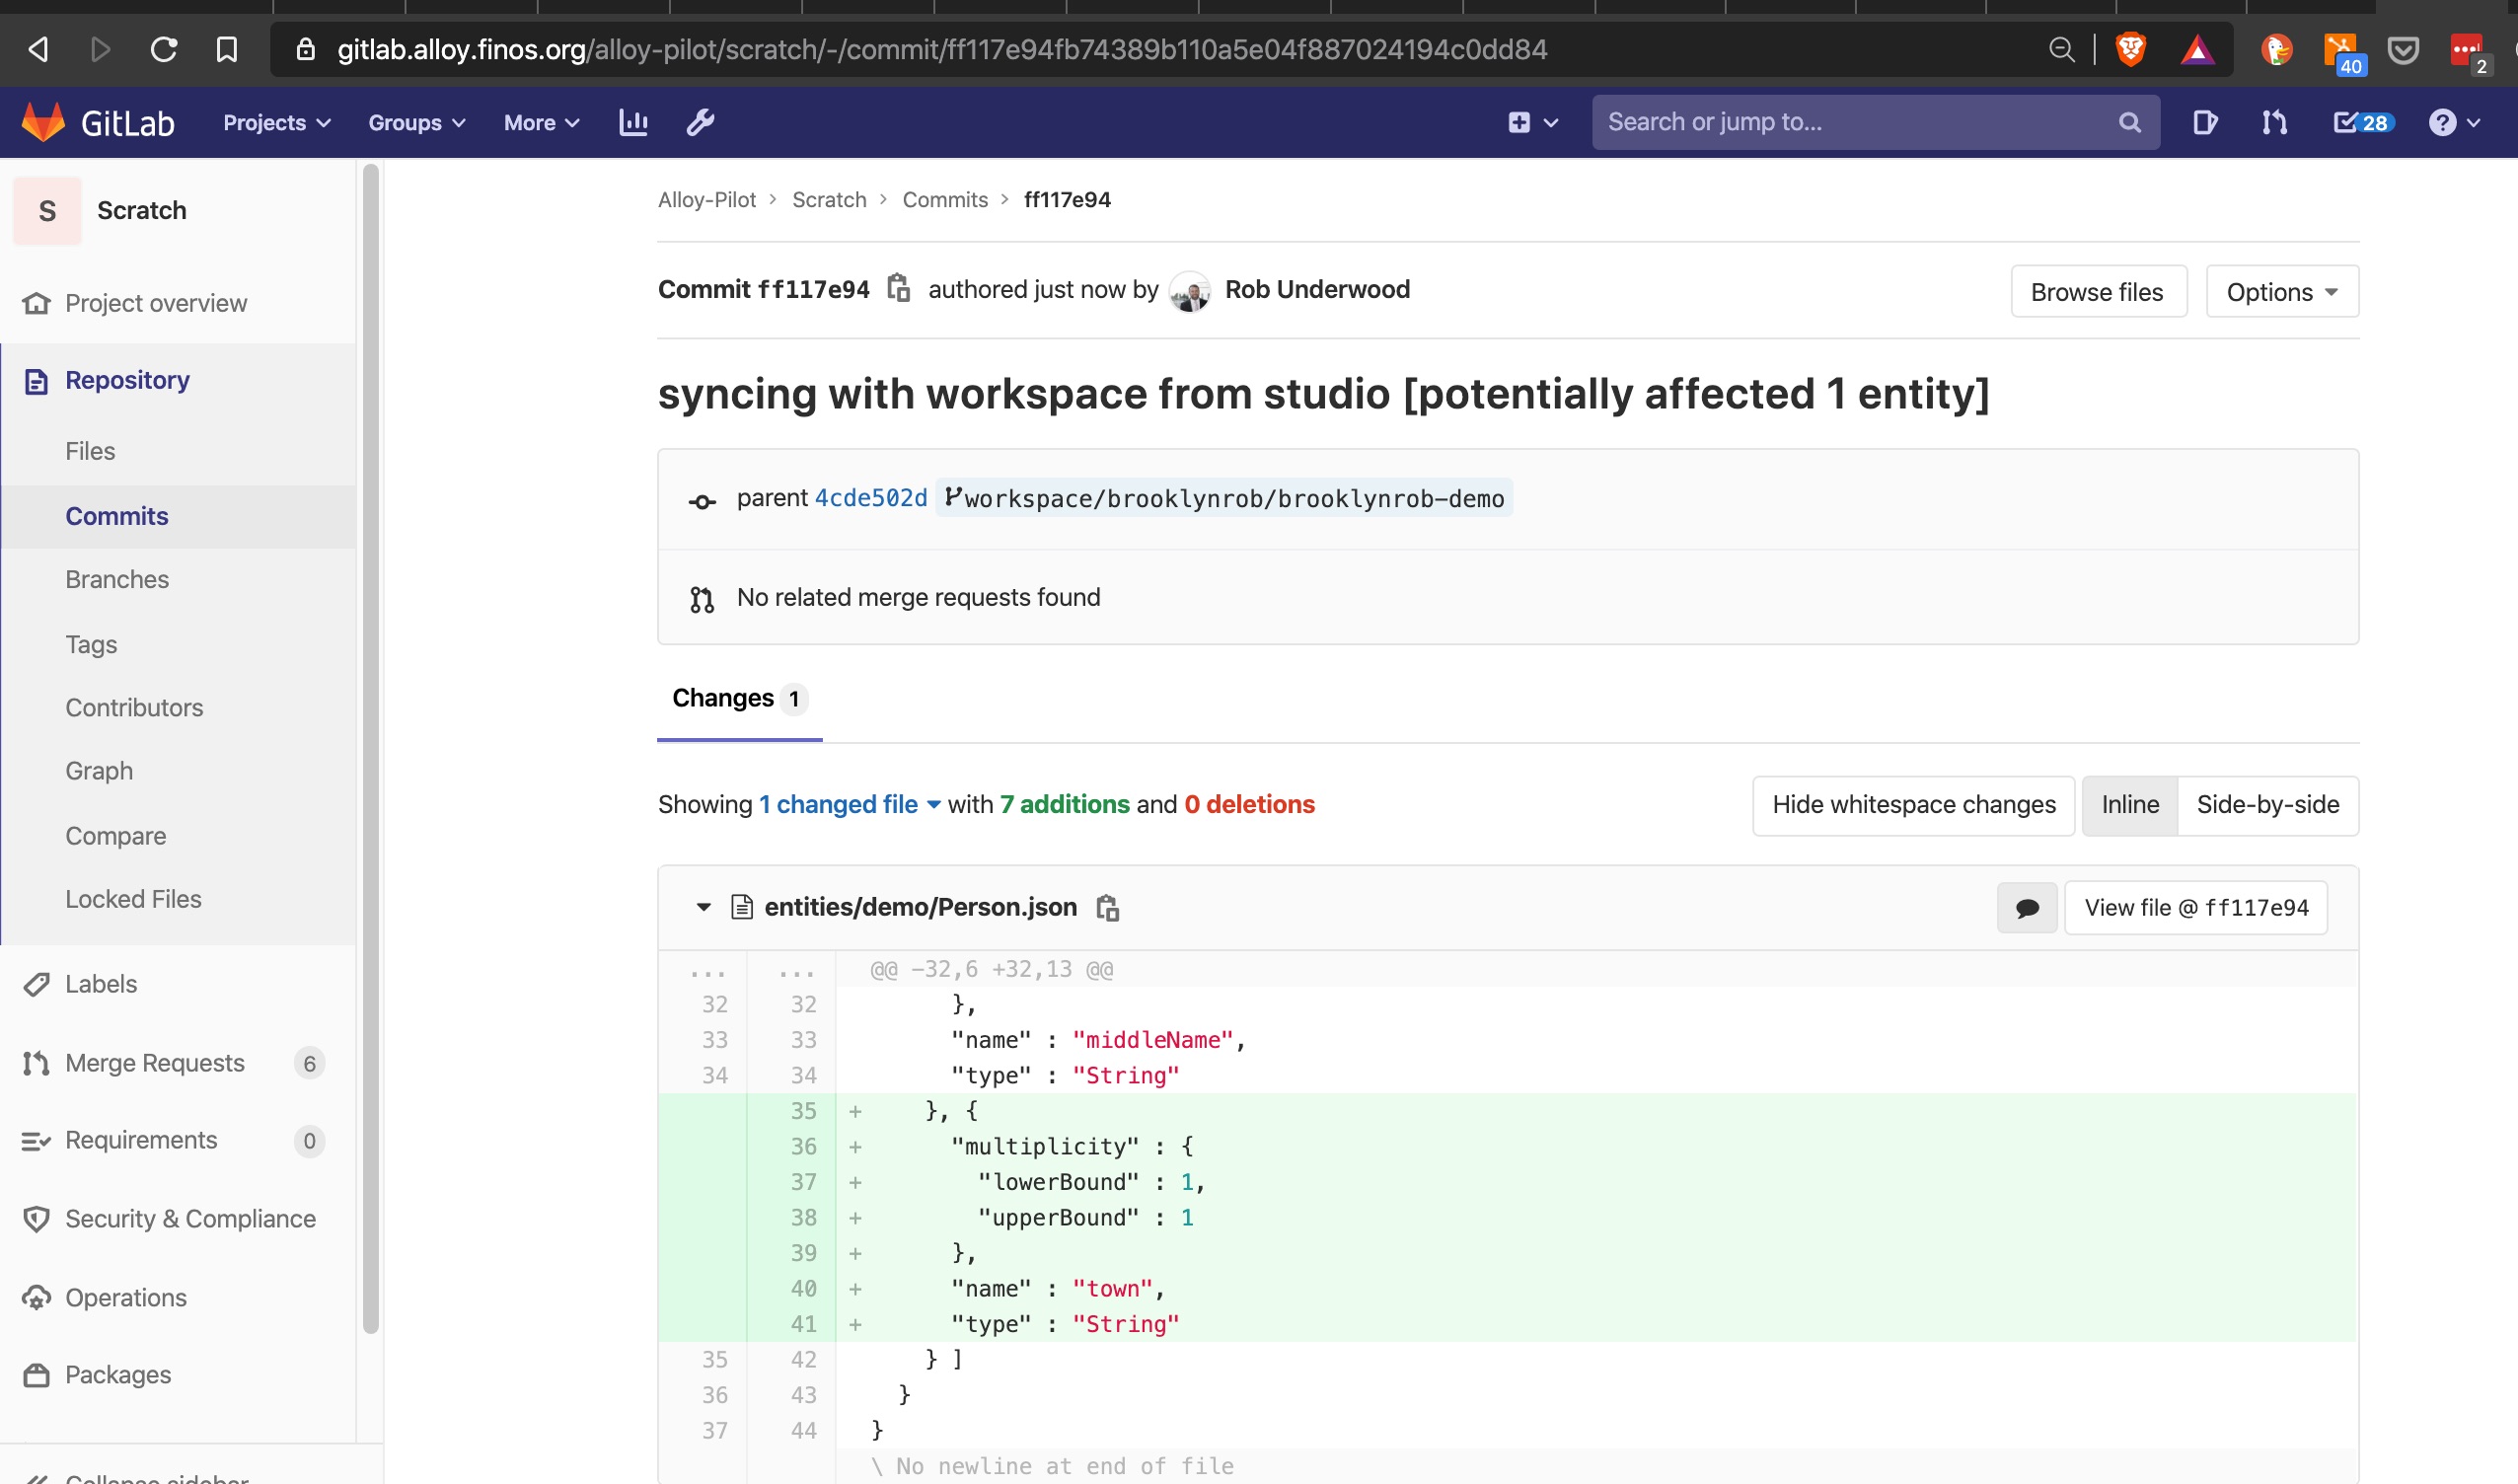 gitlab.alloy.finos.org/alloy-pilot/scratch/-/commit/ff117e94fb74389b110a5e04f887024194c0dd84
40
2
GitLab Projects Groups More Search or jump to... 28
S Scratch
Project overview
Repository
Files
Commits
Branches
Tags
Contributors
Graph
Compare
Locked Files
Labels
Merge Requests 6
Requirements 0
Security & Compliance
Operations
Packages
Collapse sidebar
Alloy-Pilot > Scratch > Commits > ff117e94
Commit ff117e94 authored just now by Rob Underwood
Browse files Options
syncing with workspace from studio [potentially affected 1 entity]
parent 4cde502d workspace/brooklynrob/brooklynrob-demo
No related merge requests found
Changes 1
Showing 1 changed file with 7 additions and 0 deletions
Hide whitespace changes Inline Side-by-side
entities/demo/Person.json
View file @ ff117e94
... ... @@ -32,6 +32,13 @@
32 32 },
33 33 "name" : "middleName",
34 34 "type" : "String"
35 + }, {
36 + "multiplicity" : {
37 + "lowerBound" : 1,
38 + "upperBound" : 1
39 + },
40 + "name" : "town",
41 + "type" : "String"
35 42 } ]
36 43 }
37 44 }
\ No newline at end of file